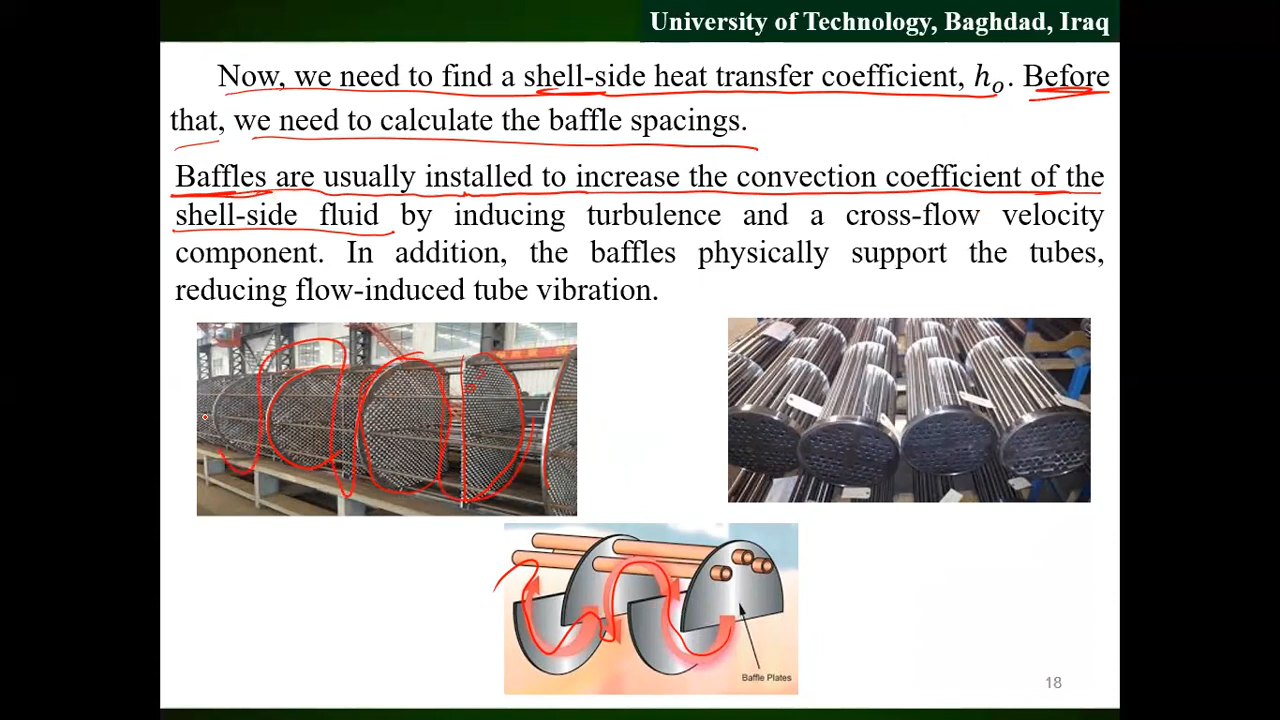 University of Technology, Baghdad, Iraq
Now, we need to find a shell-side heat transfer coefficient, hₒ. Before
that, we need to calculate the baffle spacings.
Baffles are usually installed to increase the convection coefficient of the
shell-side fluid by inducing turbulence and a cross-flow velocity
component. In addition, the baffles physically support the tubes,
reducing flow-induced tube vibration.
Baffle Plates
18